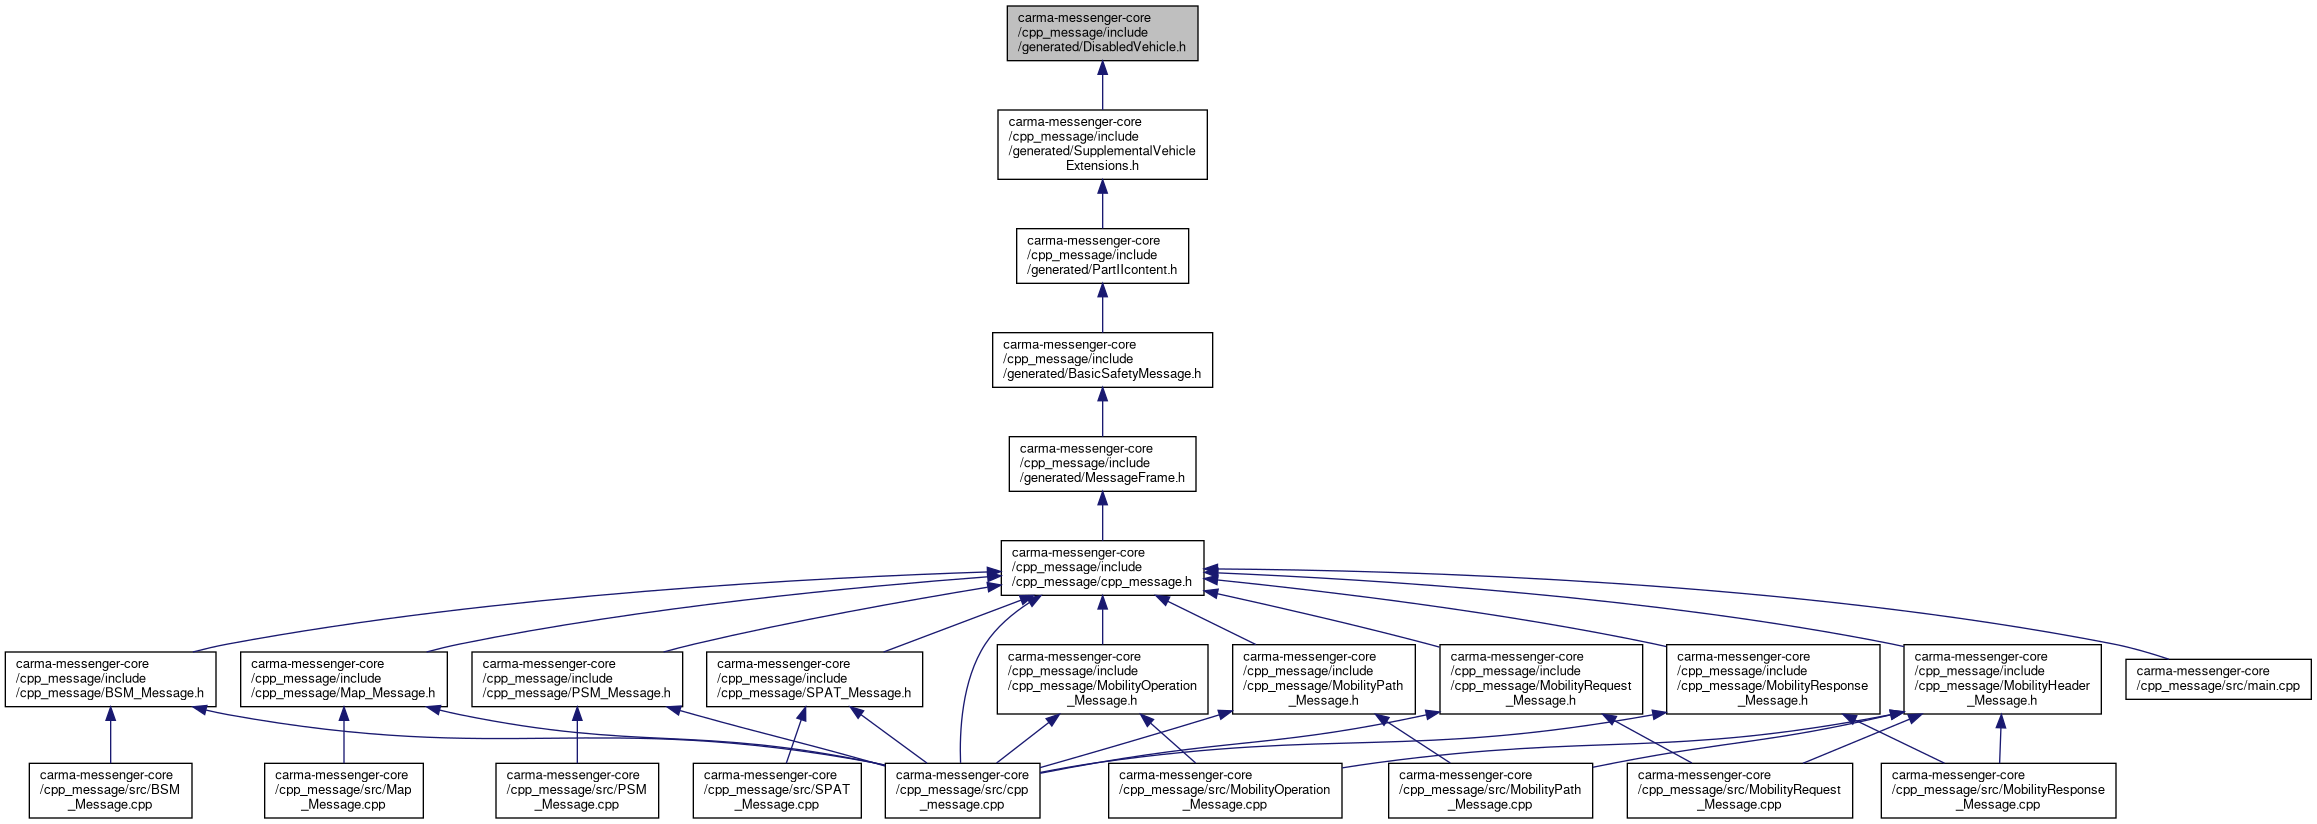 carma-messenger-core
/cpp_message/include
/generated/DisabledVehicle.h
carma-messenger-core
/cpp_message/include
/generated/SupplementalVehicle
Extensions.h
carma-messenger-core
/cpp_message/include
/generated/PartIIcontent.h
carma-messenger-core
/cpp_message/include
/generated/BasicSafetyMessage.h
carma-messenger-core
/cpp_message/include
/generated/MessageFrame.h
carma-messenger-core
/cpp_message/include
/cpp_message/cpp_message.h
carma-messenger-core
/cpp_message/include
/cpp_message/BSM_Message.h
carma-messenger-core
/cpp_message/include
/cpp_message/Map_Message.h
carma-messenger-core
/cpp_message/include
/cpp_message/PSM_Message.h
carma-messenger-core
/cpp_message/include
/cpp_message/SPAT_Message.h
carma-messenger-core
/cpp_message/include
/cpp_message/MobilityOperation
_Message.h
carma-messenger-core
/cpp_message/include
/cpp_message/MobilityPath
_Message.h
carma-messenger-core
/cpp_message/include
/cpp_message/MobilityRequest
_Message.h
carma-messenger-core
/cpp_message/include
/cpp_message/MobilityResponse
_Message.h
carma-messenger-core
/cpp_message/include
/cpp_message/MobilityHeader
_Message.h
carma-messenger-core
/cpp_message/src/main.cpp
carma-messenger-core
/cpp_message/src/BSM
_Message.cpp
carma-messenger-core
/cpp_message/src/Map
_Message.cpp
carma-messenger-core
/cpp_message/src/PSM
_Message.cpp
carma-messenger-core
/cpp_message/src/SPAT
_Message.cpp
carma-messenger-core
/cpp_message/src/cpp
_message.cpp
carma-messenger-core
/cpp_message/src/MobilityOperation
_Message.cpp
carma-messenger-core
/cpp_message/src/MobilityPath
_Message.cpp
carma-messenger-core
/cpp_message/src/MobilityRequest
_Message.cpp
carma-messenger-core
/cpp_message/src/MobilityResponse
_Message.cpp